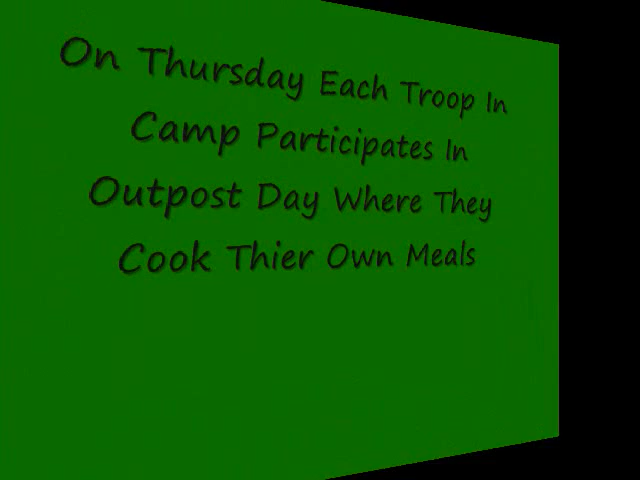 On Thursday Each Troop In
Camp Participates In
Outpost Day Where They
Cook Thier Own Meals